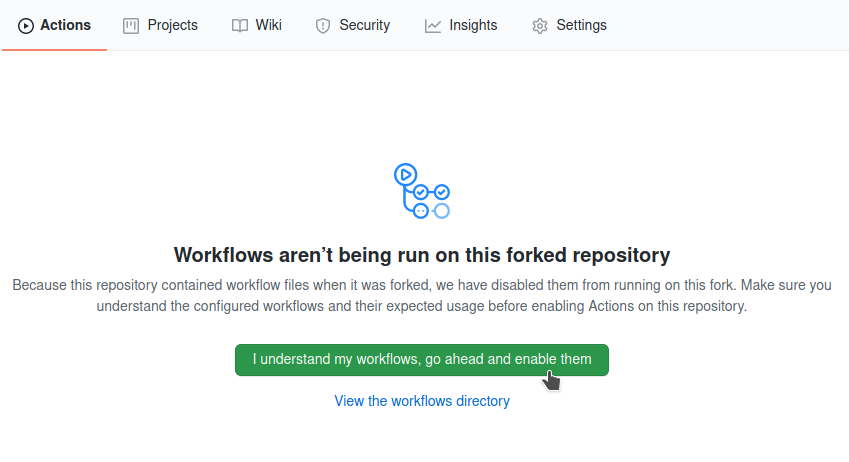 Actions Projects Wiki Security Insights Settings
Workflows aren’t being run on this forked repository
Because this repository contained workflow files when it was forked, we have disabled them from running on this fork. Make sure you
understand the configured workflows and their expected usage before enabling Actions on this repository.
I understand my workflows, go ahead and enable them
View the workflows directory